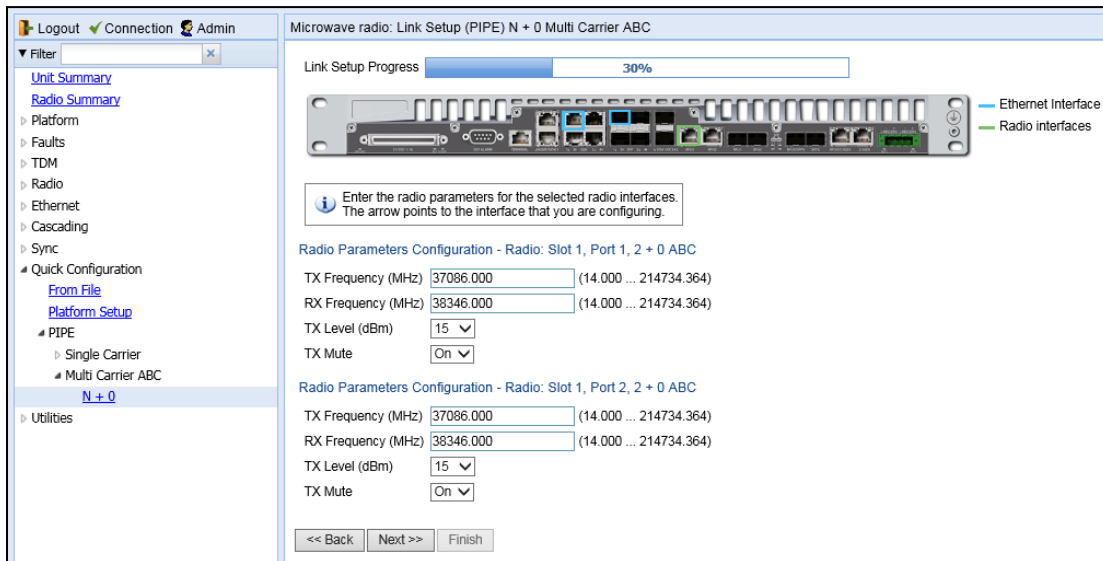 Logout Connection Admin
Filter
Unit Summary
Radio Summary
Platform
Faults
TDM
Radio
Ethernet
Cascading
Sync
Quick Configuration
From File
Platform Setup
PIPE
Single Carrier
Multi Carrier ABC
N + 0
Utilities
Microwave radio: Link Setup (PIPE) N + 0 Multi Carrier ABC
Link Setup Progress 30%
Ethernet Interface
Radio interfaces
Enter the radio parameters for the selected radio interfaces.
The arrow points to the interface that you are configuring.
Radio Parameters Configuration - Radio: Slot 1, Port 1, 2 + 0 ABC
TX Frequency (MHz) 37086.000 (14.000 ... 214734.364)
RX Frequency (MHz) 38346.000 (14.000 ... 214734.364)
TX Level (dBm) 15
TX Mute On
Radio Parameters Configuration - Radio: Slot 1, Port 2, 2 + 0 ABC
TX Frequency (MHz) 37086.000 (14.000 ... 214734.364)
RX Frequency (MHz) 38346.000 (14.000 ... 214734.364)
TX Level (dBm) 15
TX Mute On
<< Back Next >> Finish